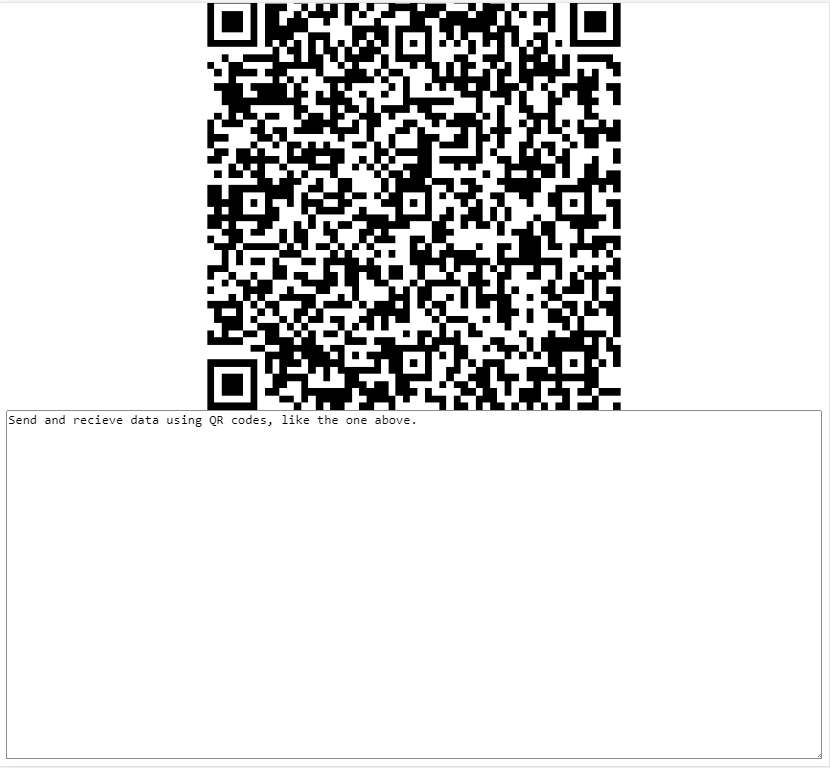 Send and recieve data using QR codes, like the one above.